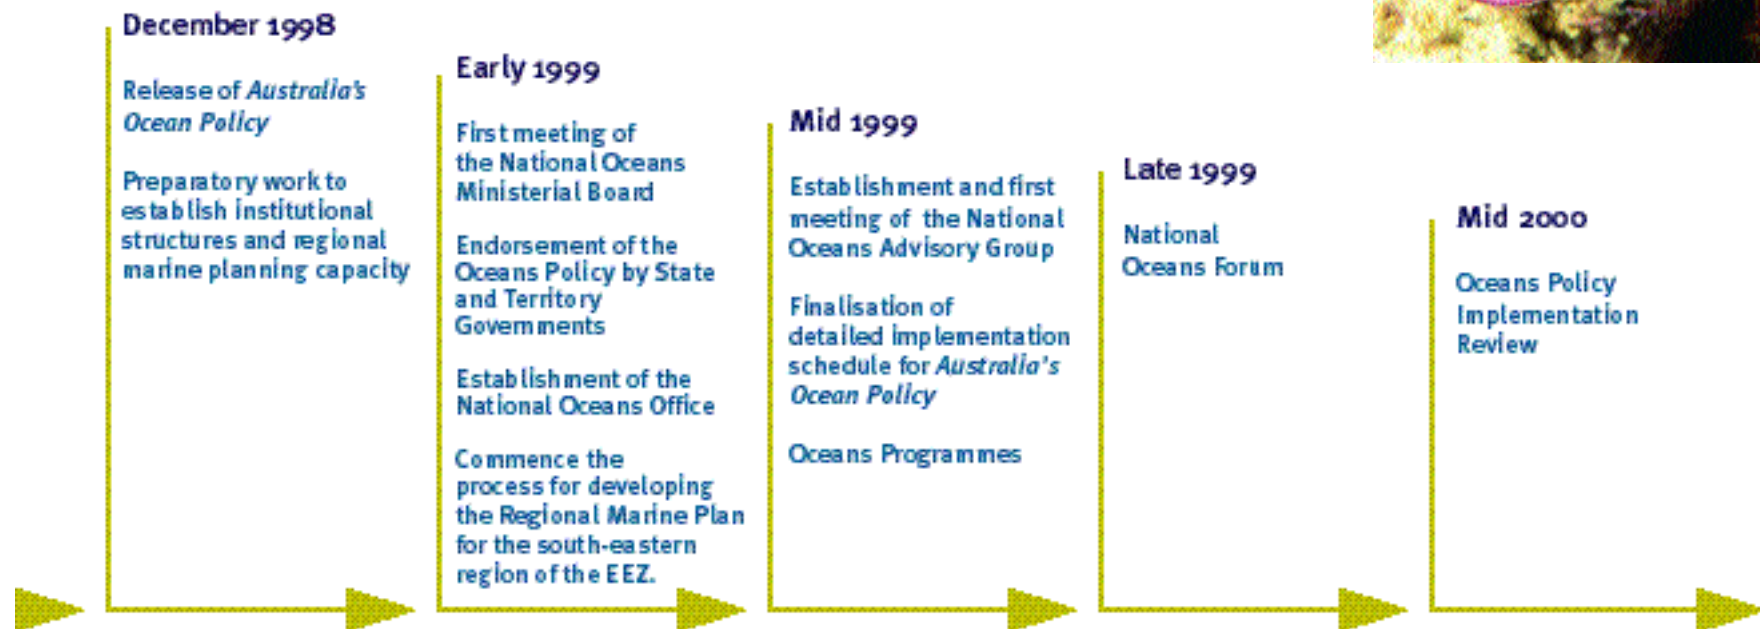 December 1998
Release of Australia's
Ocean Policy
Preparatory work to
establish institutional
structures and regional
marine planning capacity
Early 1999
First meeting of
the National Oceans
Ministerial Board
Endorsement of the
Oceans Policy by State
and Territory
Governments
Establishment of the
National Oceans Office
Commence the
process for developing
the Regional Marine Plan
for the south-eastern
region of the EEZ.
Mid 1999
Establishment and first
meeting of the National
Oceans Advisory Group
Finalisation of
detailed implementation
schedule for Australia's
Ocean Policy
Oceans Programmes
Late 1999
National
Oceans Forum
Mid 2000
Oceans Policy
Implementation
Review